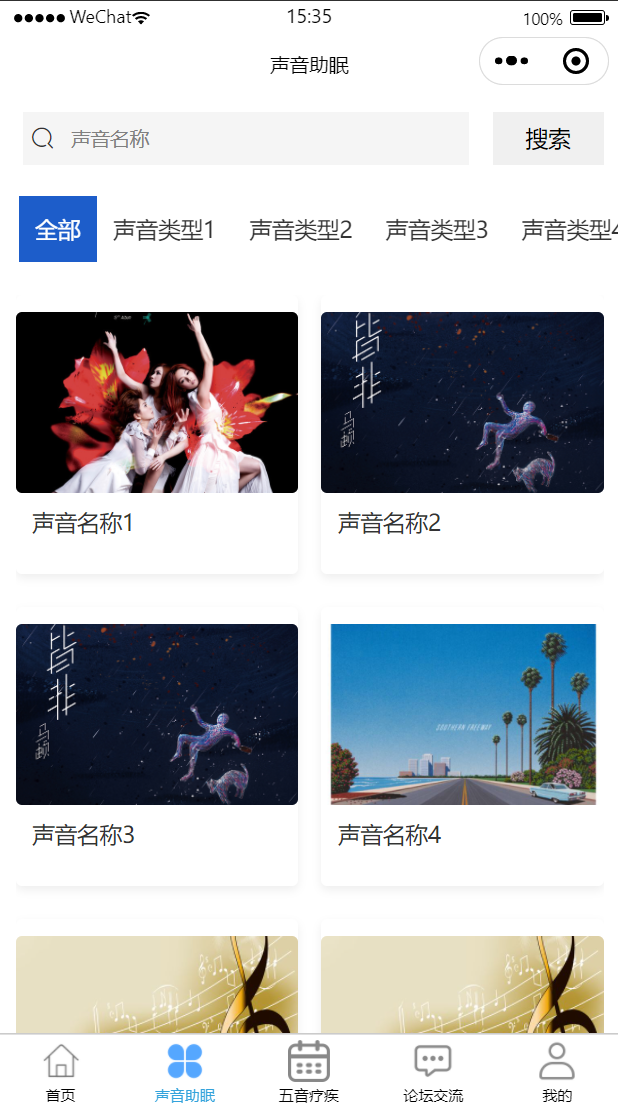 WeChat 15:35 100%
声音助眠
声音名称 搜索
全部 声音类型1 声音类型2 声音类型3 声音类型4
皆非 马頔 皆非
声音名称1 声音名称2
皆非 SOUTHERN FREEWAY
声音名称3 声音名称4
首页 声音助眠 五音疗疾 论坛交流 我的